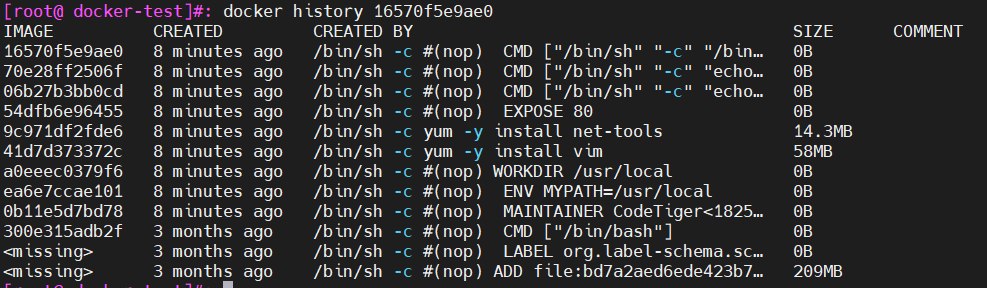 [root@ docker-test]#: docker history 16570f5e9ae0
IMAGE CREATED CREATED BY SIZE COMMENT
16570f5e9ae0 8 minutes ago /bin/sh -c #(nop) CMD ["/bin/sh" "-c" "/bin… 0B
70e28ff2506f 8 minutes ago /bin/sh -c #(nop) CMD ["/bin/sh" "-c" "echo… 0B
06b27b3bb0cd 8 minutes ago /bin/sh -c #(nop) CMD ["/bin/sh" "-c" "echo… 0B
54dfb6e96455 8 minutes ago /bin/sh -c #(nop) EXPOSE 80 0B
9c971df2fde6 8 minutes ago /bin/sh -c yum -y install net-tools 14.3MB
41d7d373372c 8 minutes ago /bin/sh -c yum -y install vim 58MB
a0eeec0379f6 8 minutes ago /bin/sh -c #(nop) WORKDIR /usr/local 0B
ea6e7ccae101 8 minutes ago /bin/sh -c #(nop) ENV MYPATH=/usr/local 0B
0b11e5d7bd78 8 minutes ago /bin/sh -c #(nop) MAINTAINER CodeTiger<1825… 0B
300e315adb2f 3 months ago /bin/sh -c #(nop) CMD ["/bin/bash"] 0B
<missing> 3 months ago /bin/sh -c #(nop) LABEL org.label-schema.sc… 0B
<missing> 3 months ago /bin/sh -c #(nop) ADD file:bd7a2aed6ede423b7… 209MB